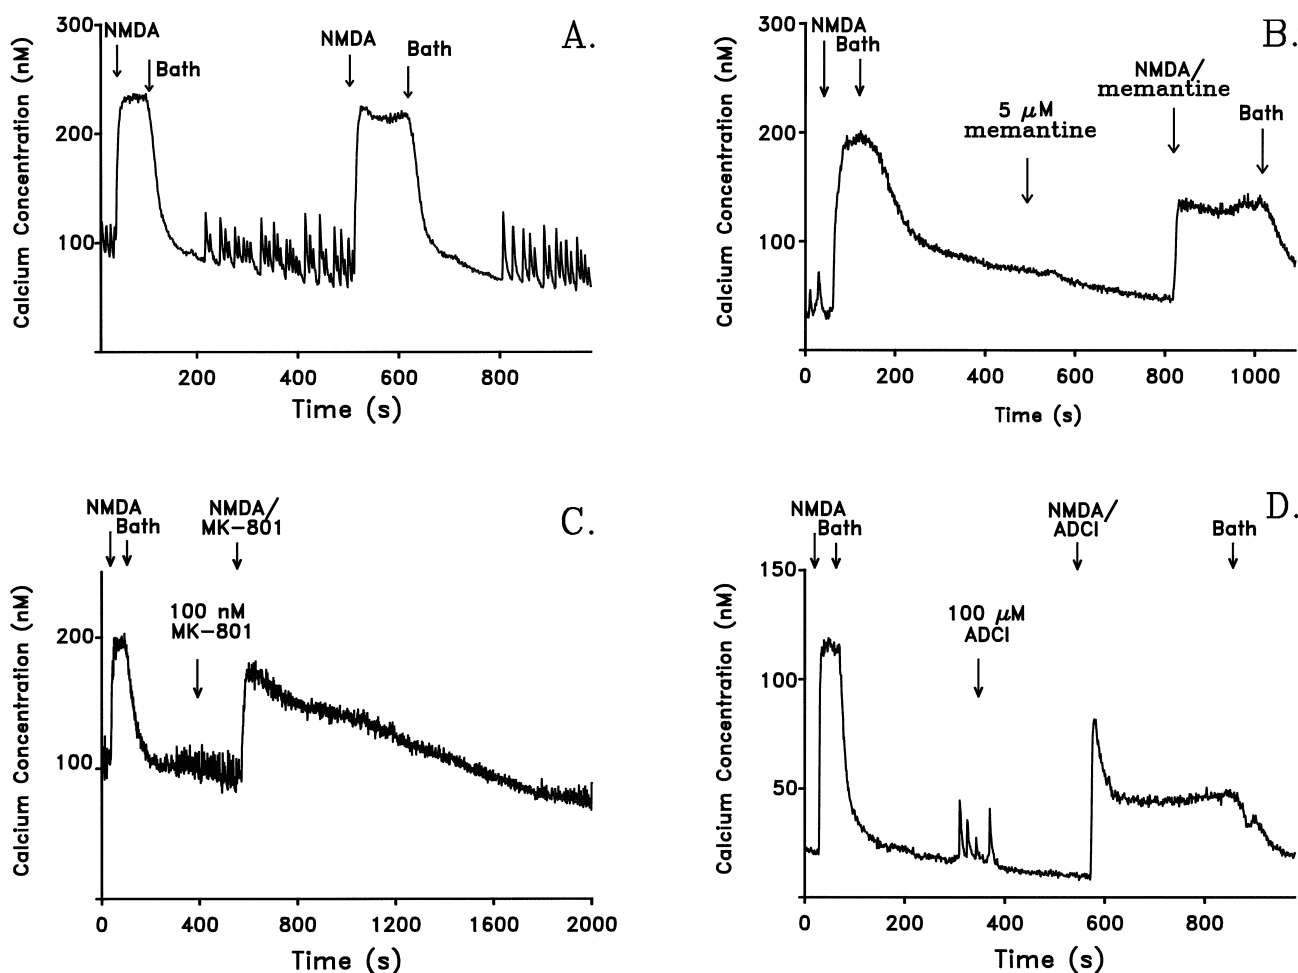 A.
300
NMDA
Bath
NMDA
Bath
200
100
Calcium Concentration (nM)
200
400
600
800
Time (s)
B.
300
NMDA
Bath
5 μM
memantine
NMDA/
memantine
Bath
200
100
Calcium Concentration (nM)
0
200
400
600
800
1000
Time (s)
C.
NMDA
Bath
100 nM
MK-801
NMDA/
MK-801
200
100
Calcium Concentration (nM)
0
400
800
1200
1600
2000
Time (s)
D.
NMDA
Bath
100 μM
ADCI
NMDA/
ADCI
Bath
150
100
50
0
Calcium Concentration (nM)
0
200
400
600
800
Time (s)